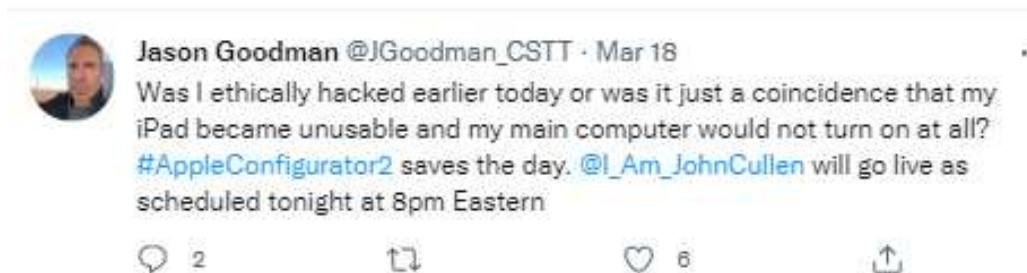 Jason Goodman @JGoodman_CSTT · Mar 18
Was I ethically hacked earlier today or was it just a coincidence that my
iPad became unusable and my main computer would not turn on at all?
#AppleConfigurator2 saves the day. @I_Am_JohnCullen will go live as
scheduled tonight at 8pm Eastern
2 6